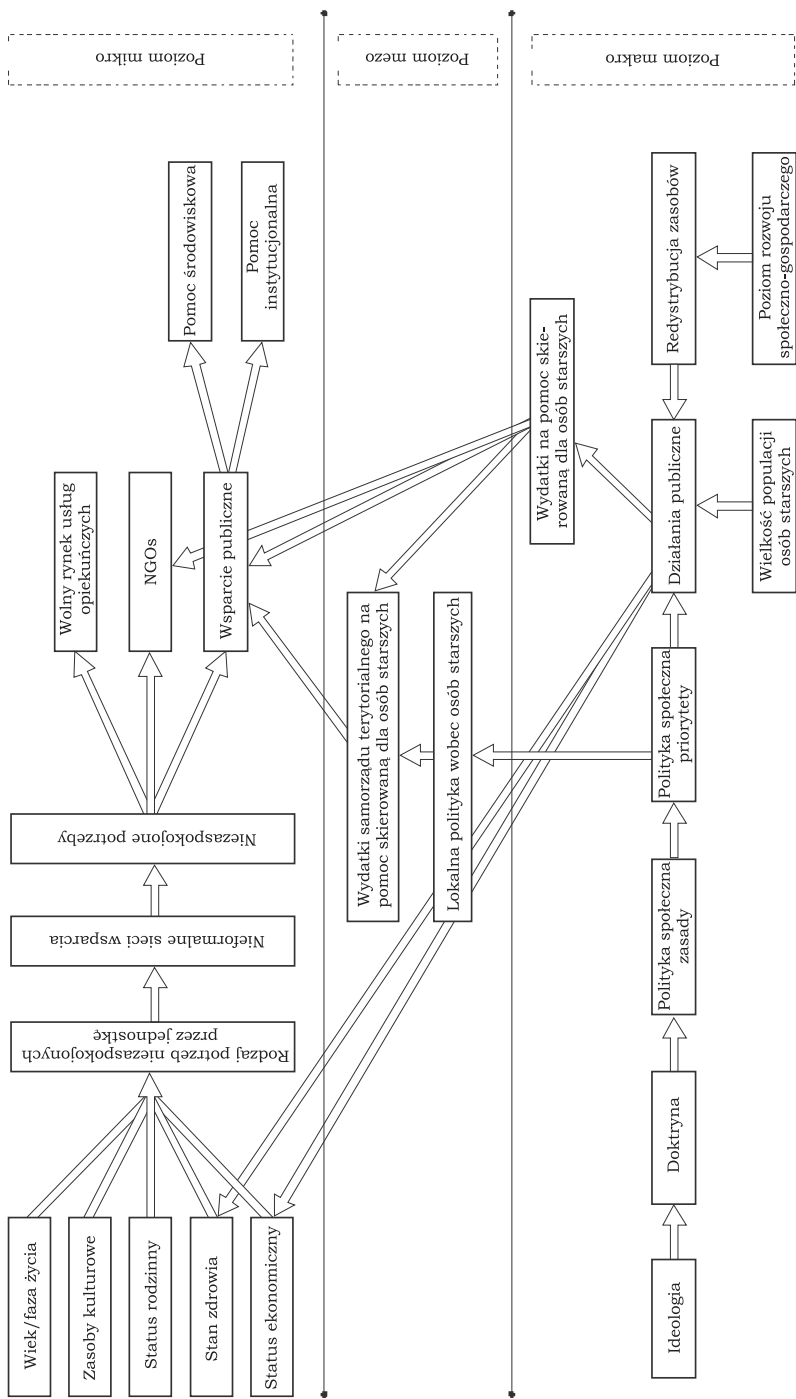 Poziom mikro
Poziom mezo
Poziom makro
Wiek/faza życia
Zasoby kulturowe
Status rodzinny
Stan zdrowia
Status ekonomiczny
Rodzaj potrzeb niezaspokojonych
przez jednostkę
Nieformalne sieci wsparcia
Niezaspokojone potrzeby
Wolny rynek usług
opiekuńczych
NGOs
Wsparcie publiczne
Pomoc środowiskowa
Pomoc
instytucjonalna
Wydatki samorządu terytorialnego na
pomoc skierowaną dla osób starszych
Lokalna polityka wobec osób starszych
Wydatki na pomoc skie-
rowaną dla osób starszych
Ideologia
Doktryna
Polityka społeczna
zasady
Polityka społeczna
priorytety
Działania publiczne
Redystrybucja zasobów
Wielkość populacji
osób starszych
Poziom rozwoju
społeczno-gospodarczego